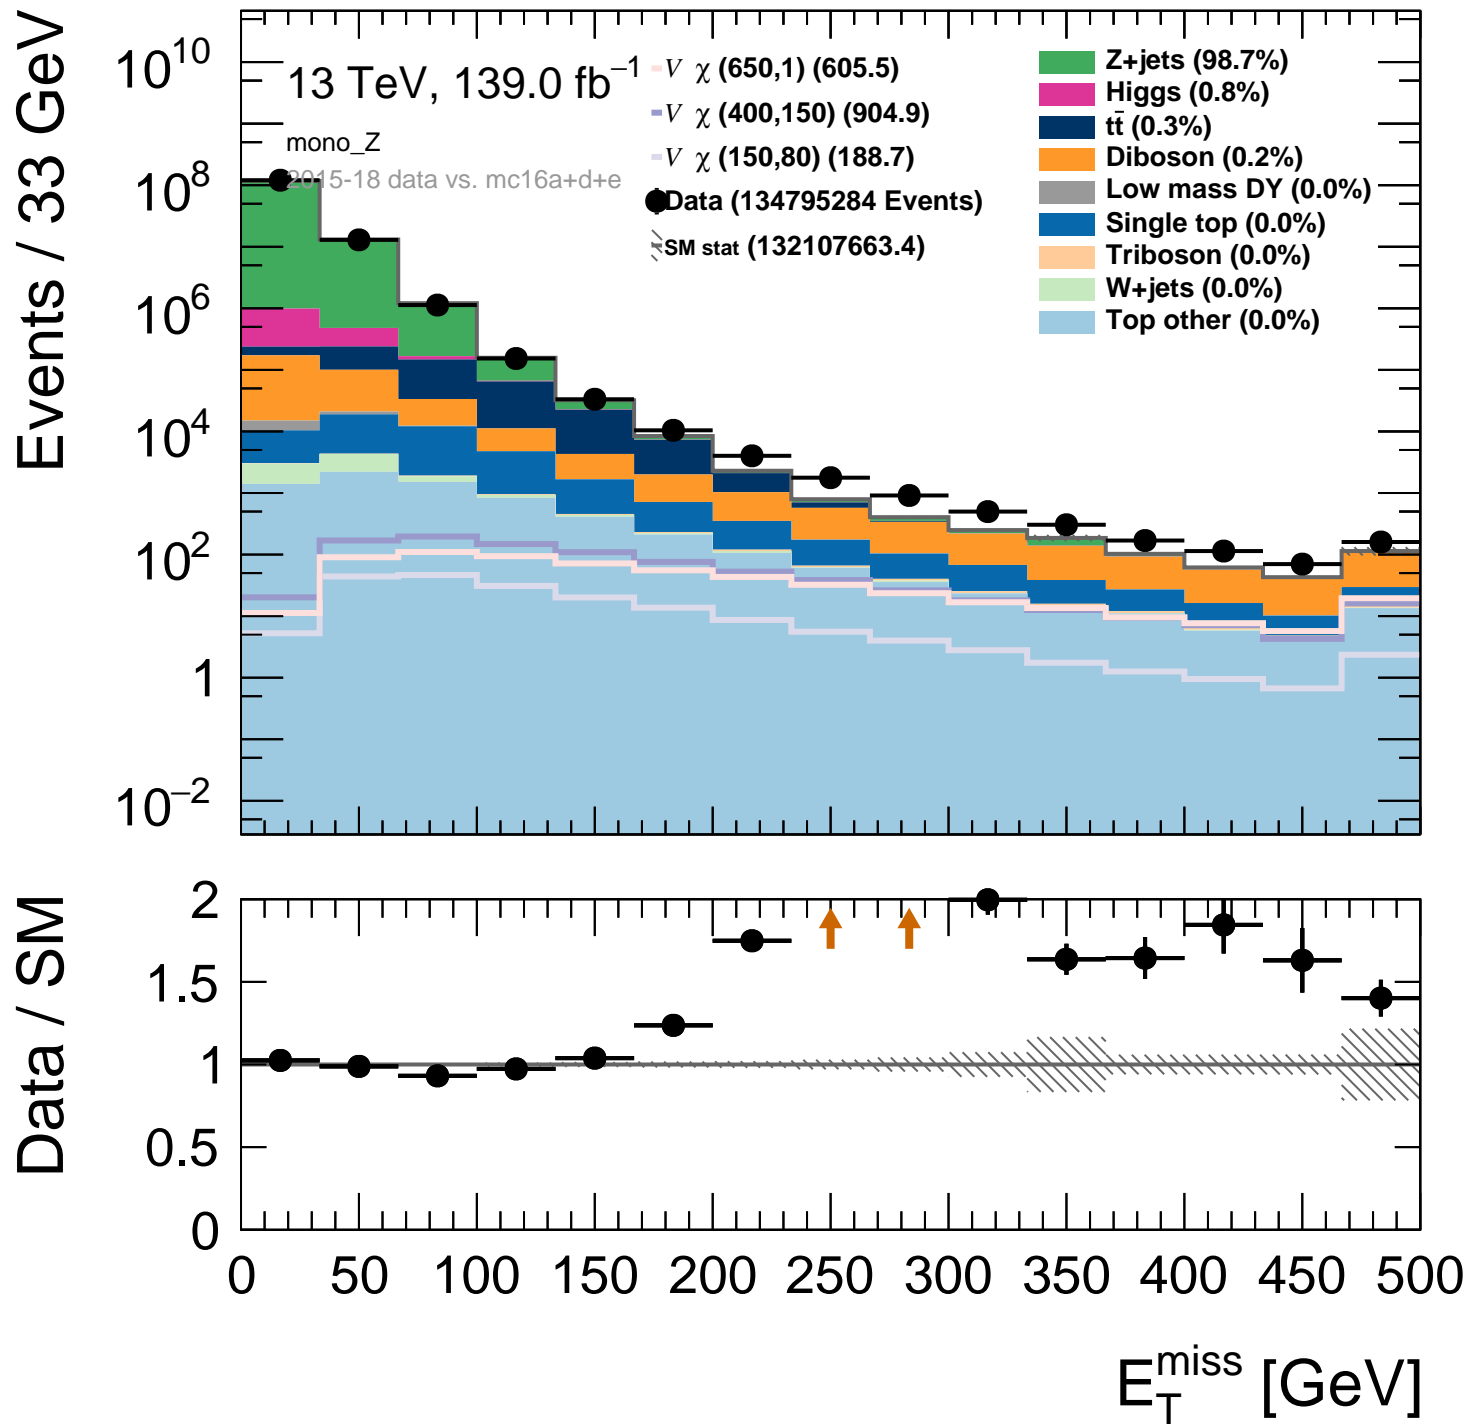 Events / 33 GeV
10¹⁰
10⁸
10⁶
10⁴
10²
1
10⁻²
13 TeV, 139.0 fb⁻¹
mono_Z
2015-18 data vs. mc16a+d+e
V χ (650,1) (605.5)
V χ (400,150) (904.9)
V χ (150,80) (188.7)
Data (134795284 Events)
SM stat (132107663.4)
Z+jets (98.7%)
Higgs (0.8%)
tt̄ (0.3%)
Diboson (0.2%)
Low mass DY (0.0%)
Single top (0.0%)
Triboson (0.0%)
W+jets (0.0%)
Top other (0.0%)
Data / SM
2
1.5
1
0.5
0
0 50 100 150 200 250 300 350 400 450 500
E_T^miss [GeV]